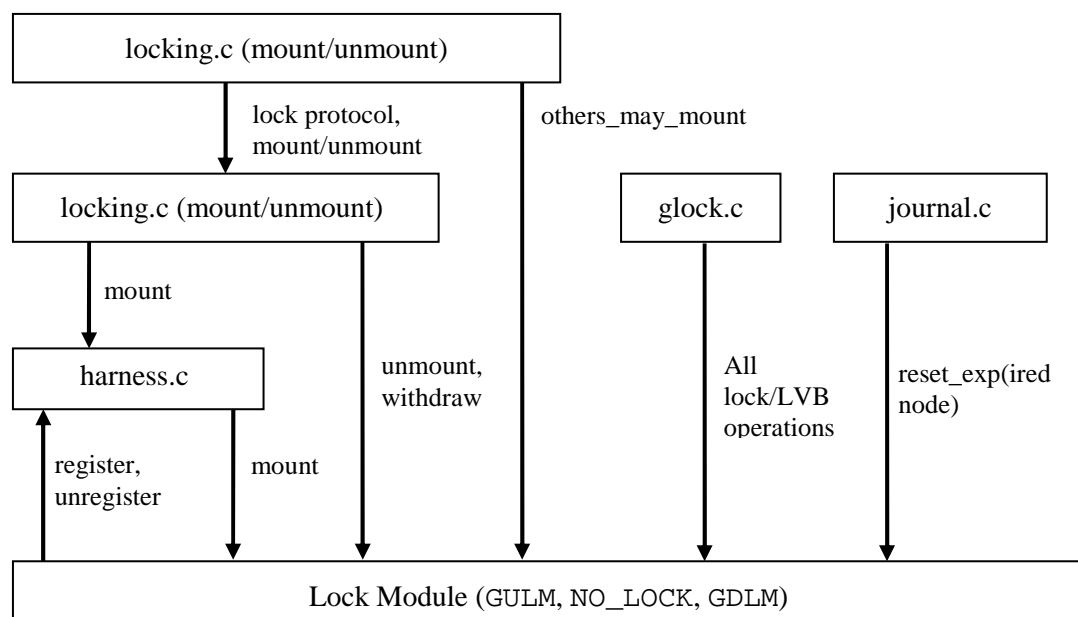 locking.c (mount/unmount)
lock protocol,
mount/unmount
others_may_mount
locking.c (mount/unmount)
glock.c
journal.c
mount
harness.c
unmount,
withdraw
All
lock/LVB
operations
reset_exp(ired
node)
register,
unregister
mount
Lock Module (GULM, NO_LOCK, GDLM)